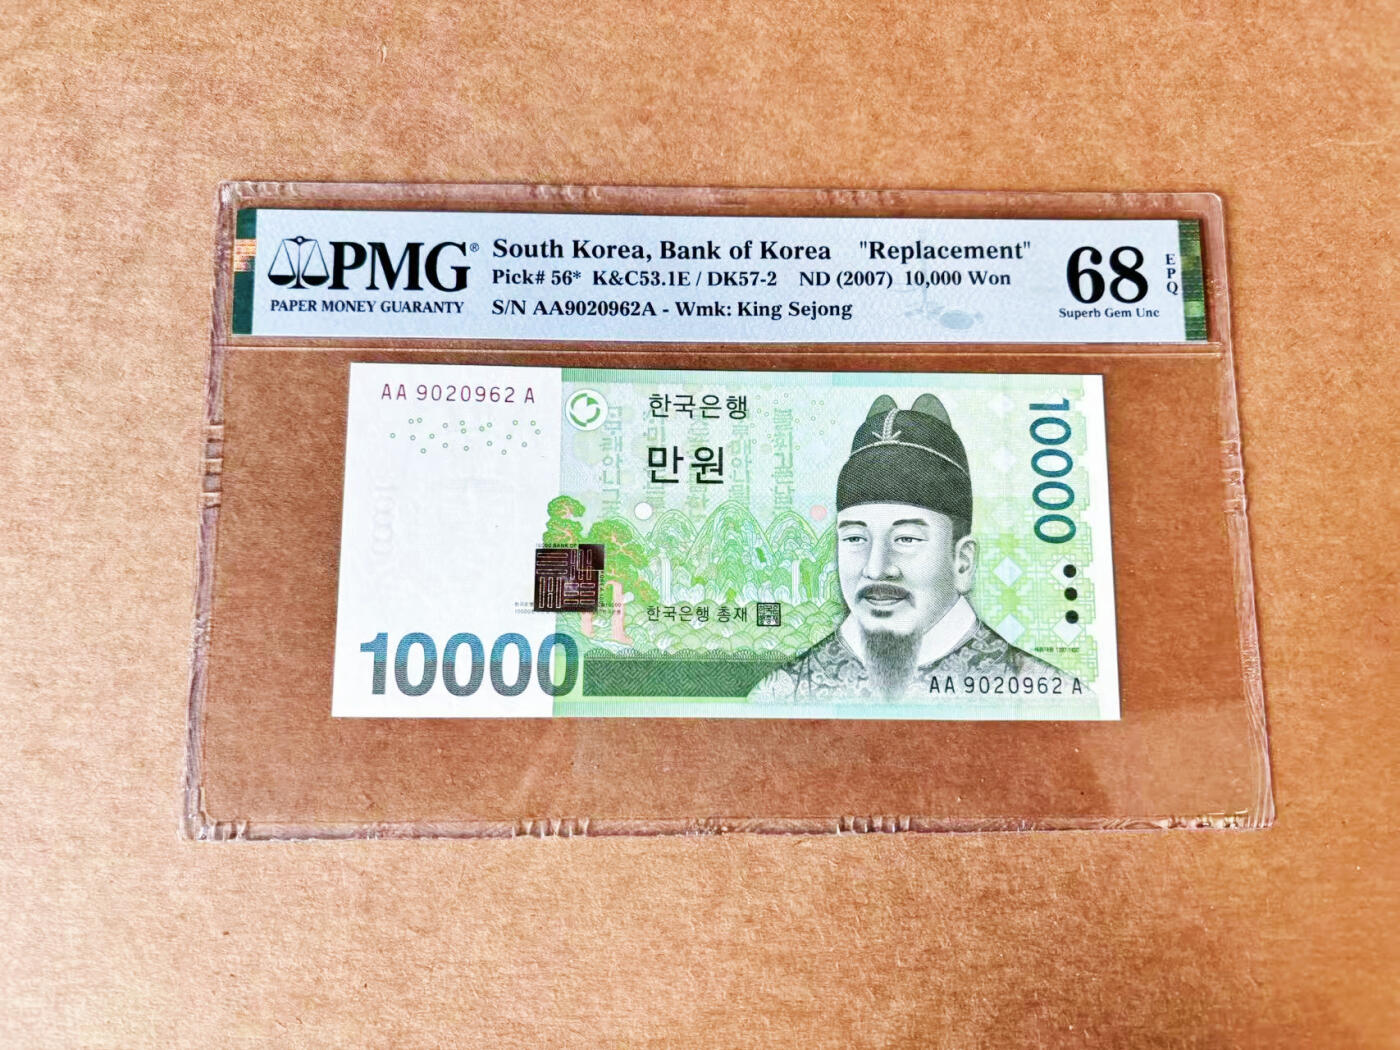 PMG®
PAPER MONEY GUARANTY
South Korea, Bank of Korea "Replacement"
Pick# 56* K&C53.1E / DK57-2 ND (2007) 10,000 Won
S/N AA9020962A - Wmk: King Sejong
68
Superb Gem Unc
EPQ
AA 9020962 A
한국은행
만원
10000
한국은행 총재
10000
AA 9020962 A